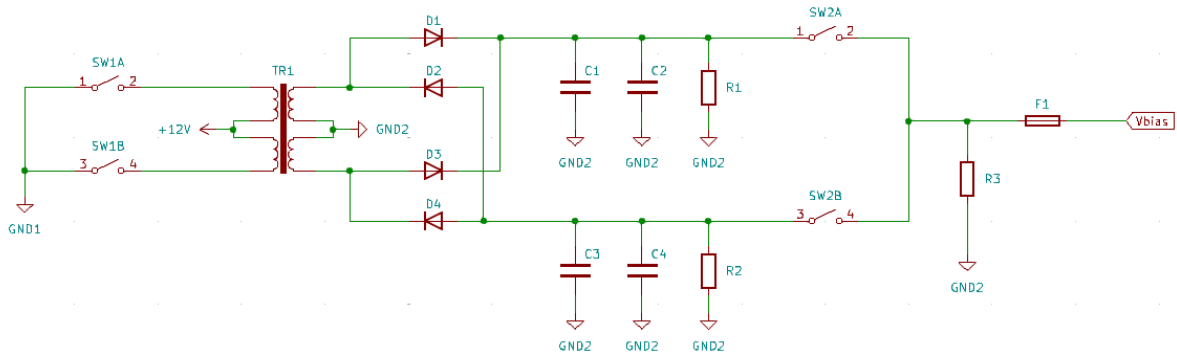 D1
SW2A
1 2
SW1A
1 2
TR1
D2
C1
C2
R1
F1
+12V
GND2
Vbias
SW1B
3 4
D3
GND2
GND2
GND2
R3
D4
SW2B
3 4
GND1
C3
C4
R2
GND2
GND2
GND2
GND2